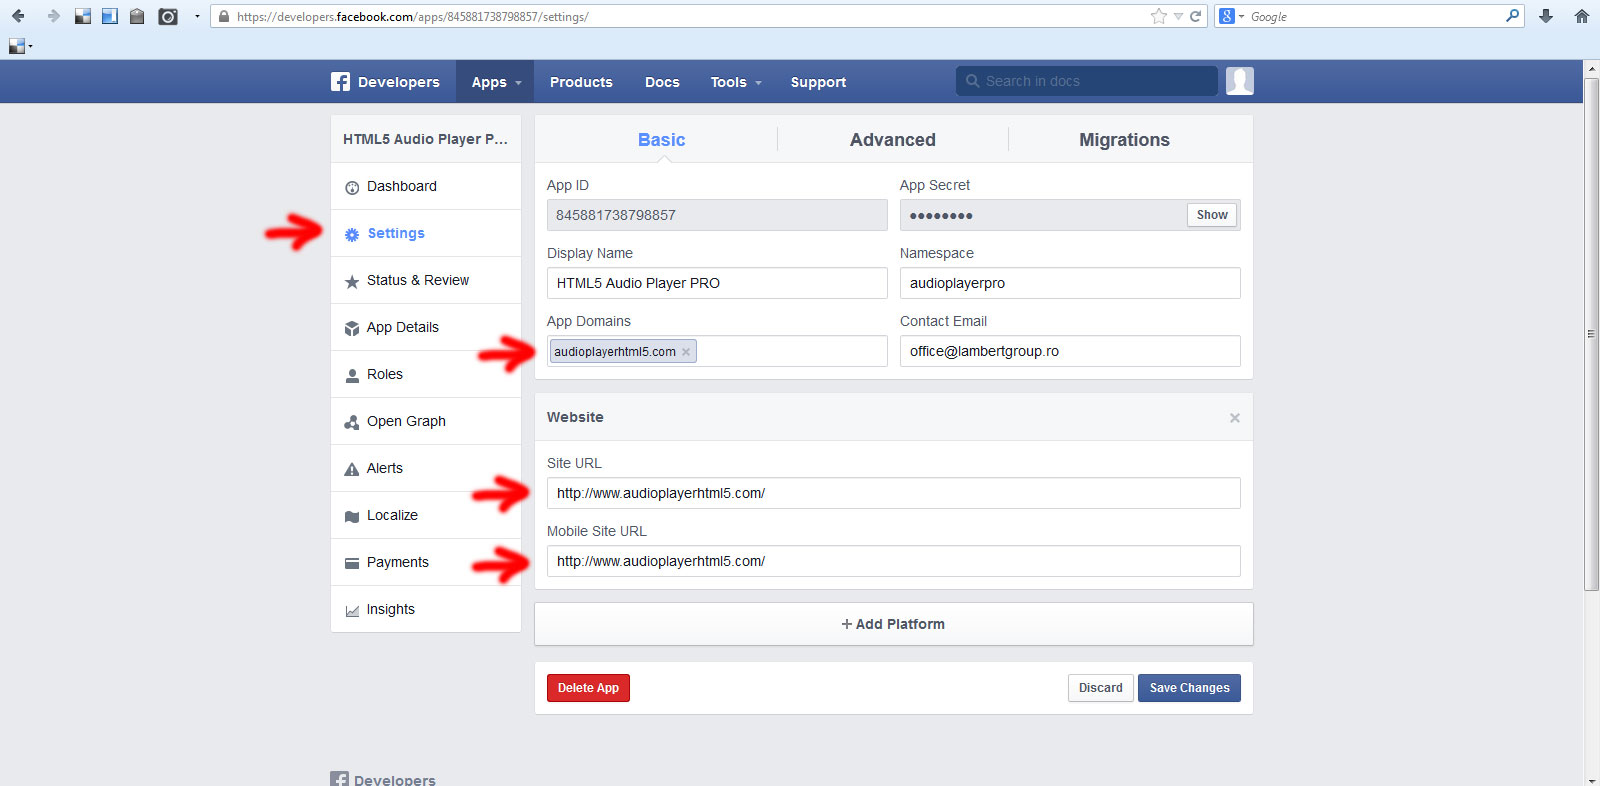 https://developers.facebook.com/apps/845881738798857/settings/
8 Google
f Developers Apps Products Docs Tools Support Search in docs
HTML5 Audio Player P...
Dashboard
Settings
Status & Review
App Details
Roles
Open Graph
Alerts
Localize
Payments
Insights
Basic Advanced Migrations
App ID App Secret
845881738798857 ●●●●●●●● Show
Display Name Namespace
HTML5 Audio Player PRO audioplayerpro
App Domains Contact Email
audioplayerhtml5.com × office@lambertgroup.ro
Website ×
Site URL
http://www.audioplayerhtml5.com/
Mobile Site URL
http://www.audioplayerhtml5.com/
+ Add Platform
Delete App Discard Save Changes
f Developers